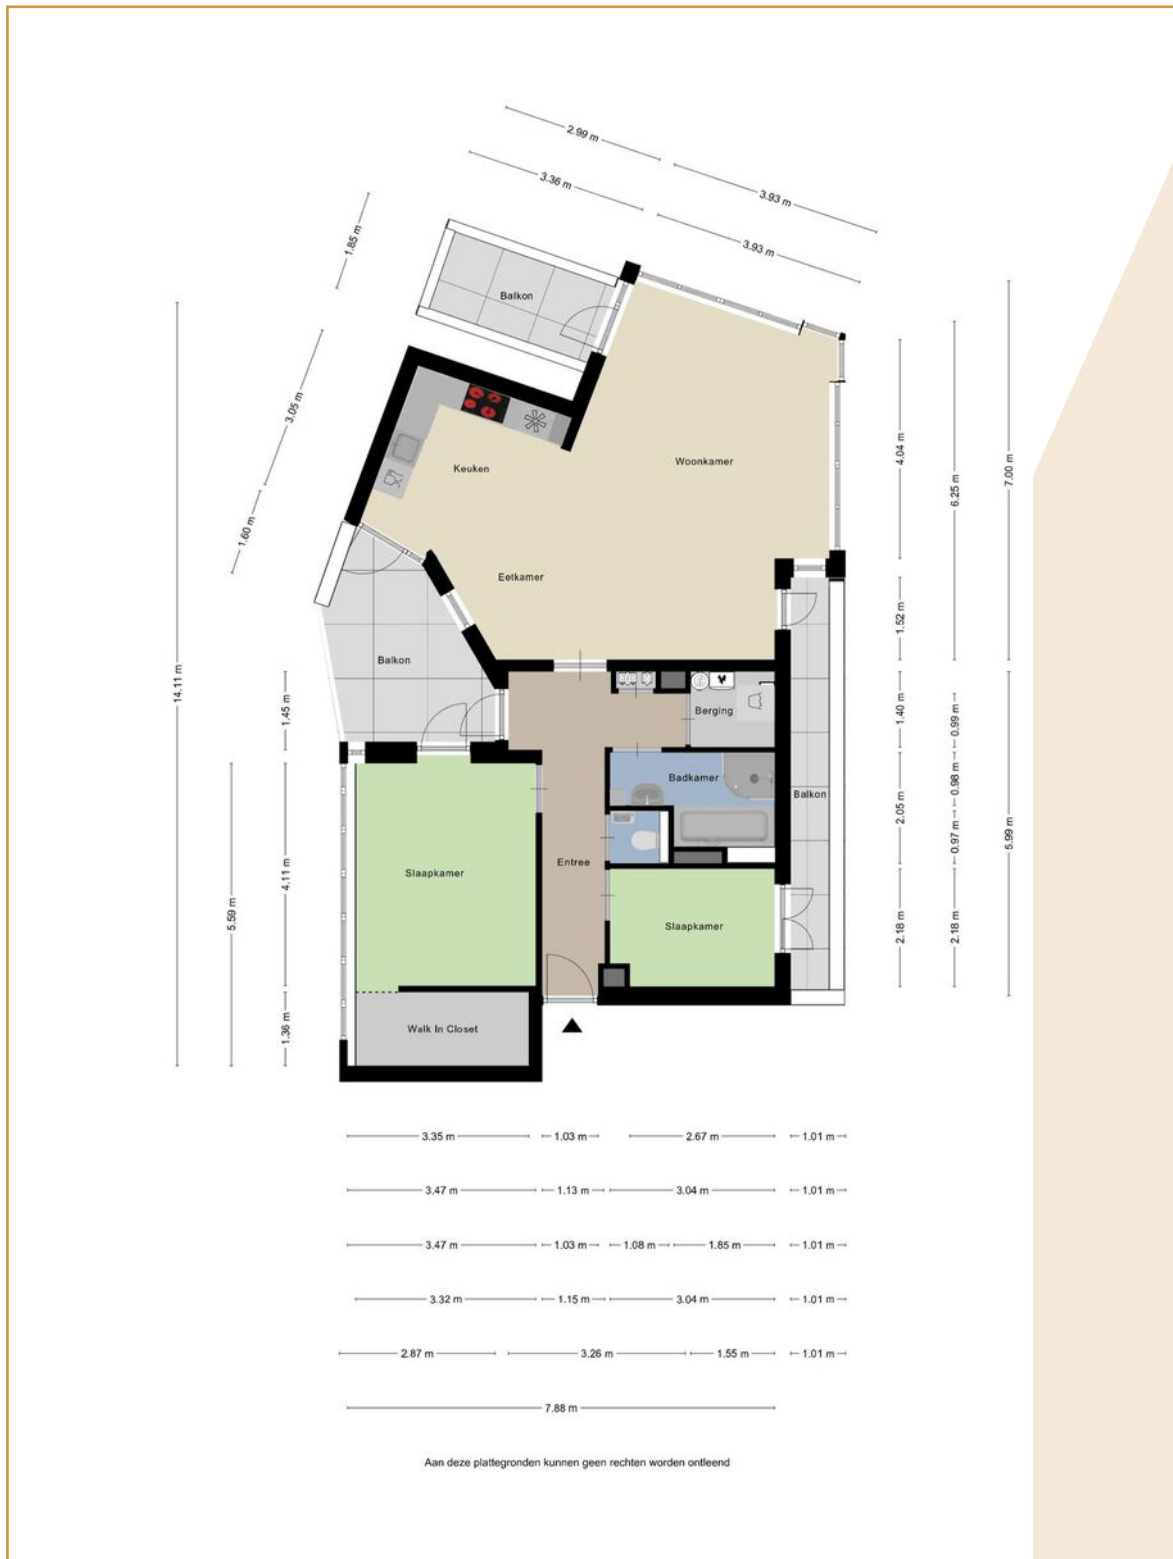 2.99 m
3.36 m
3.93 m
3.93 m
1.85 m
Balkon
3.05 m
1.60 m
Keuken
Woonkamer
Eetkamer
4.04 m
6.25 m
7.00 m
1.52 m
14.11 m
Balkon
1.45 m
Berging
1.40 m
0.99 m
Badkamer
Balkon
2.05 m
0.98 m
0.97 m
5.99 m
Slaapkamer
Entree
4.11 m
5.59 m
Slaapkamer
2.18 m
2.18 m
Walk In Closet
1.36 m
3.35 m 1.03 m 2.67 m 1.01 m
3.47 m 1.13 m 3.04 m 1.01 m
3.47 m 1.03 m 1.08 m 1.85 m 1.01 m
3.32 m 1.15 m 3.04 m 1.01 m
2.87 m 3.26 m 1.55 m 1.01 m
7.88 m
Aan deze plattegronden kunnen geen rechten worden ontleend